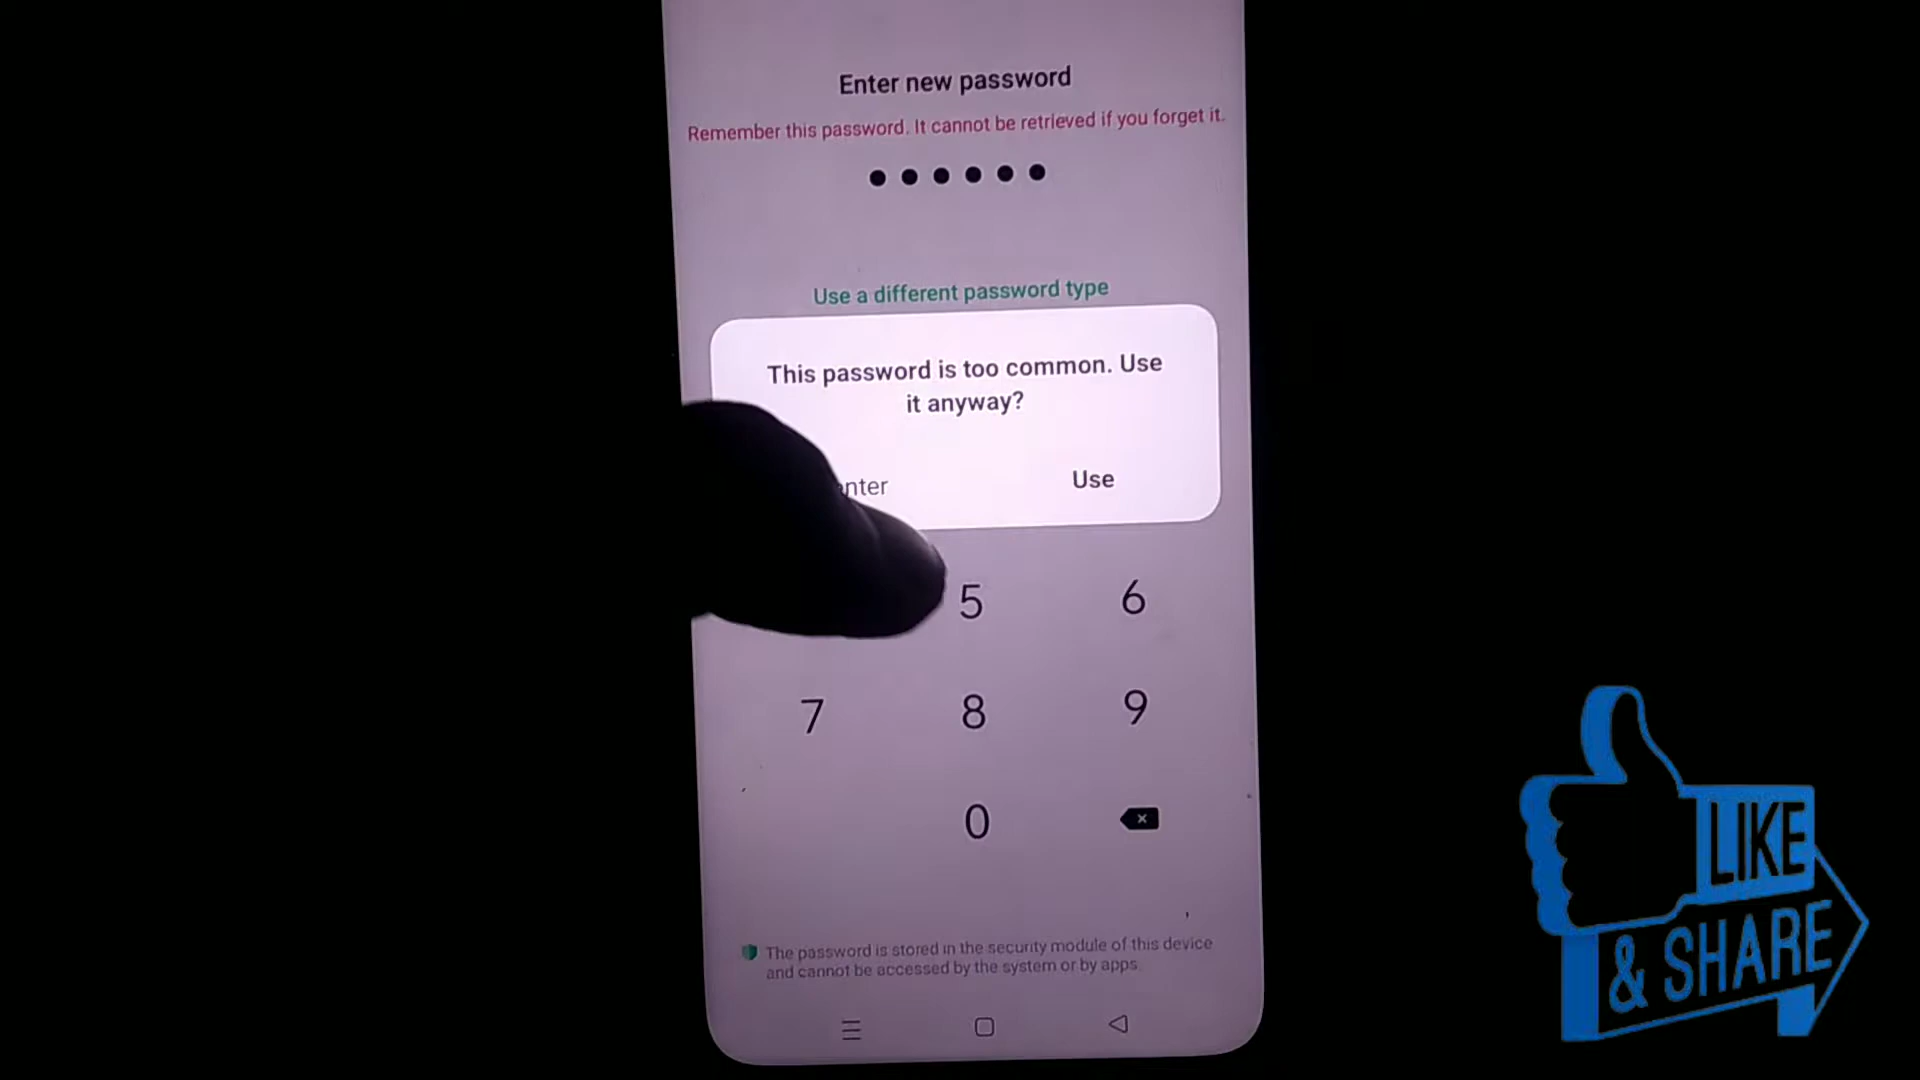 Enter new password
Remember this password. It cannot be retrieved if you forget it.
Use a different password type
This password is too common. Use
it anyway?
nter
Use
5
6
7
8
9
0
The password is stored in the security module of this device
and cannot be accessed by the system or by apps.
LIKE
& SHARE